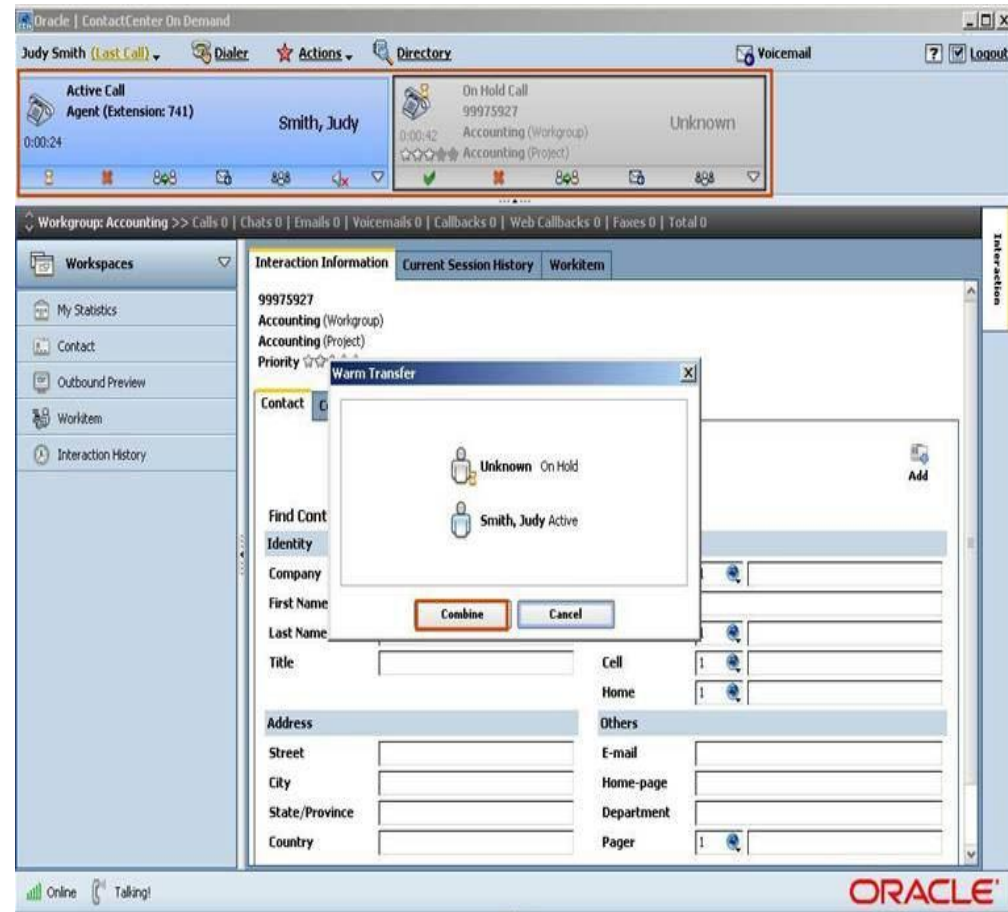 Oracle | ContactCenter On Demand
Judy Smith (Last Call) Dialer Actions Directory Voicemail ? Logout
Active Call
Agent (Extension: 741)
Smith, Judy
0:00:24
On Hold Call
99975927
0:00:42 Accounting (Workgroup)
Accounting (Project)
Unknown
Workgroup: Accounting >> Calls 0 | Chats 0 | Emails 0 | Voicemails 0 | Callbacks 0 | Web Callbacks 0 | Faxes 0 | Total 0
Interaction
Workspaces
My Statistics
Contact
Outbound Preview
Workitem
Interaction History
Interaction Information Current Session History Workitem
99975927
Accounting (Workgroup)
Accounting (Project)
Priority
Warm Transfer
Contact
Unknown On Hold
Smith, Judy Active
Combine Cancel
Add
Find Cont
Identity
Company
First Name
Last Name
Title Cell 1
Home 1
Address Others
Street E-mail
City Home-page
State/Province Department
Country Pager 1
Online Talking!
ORACLE